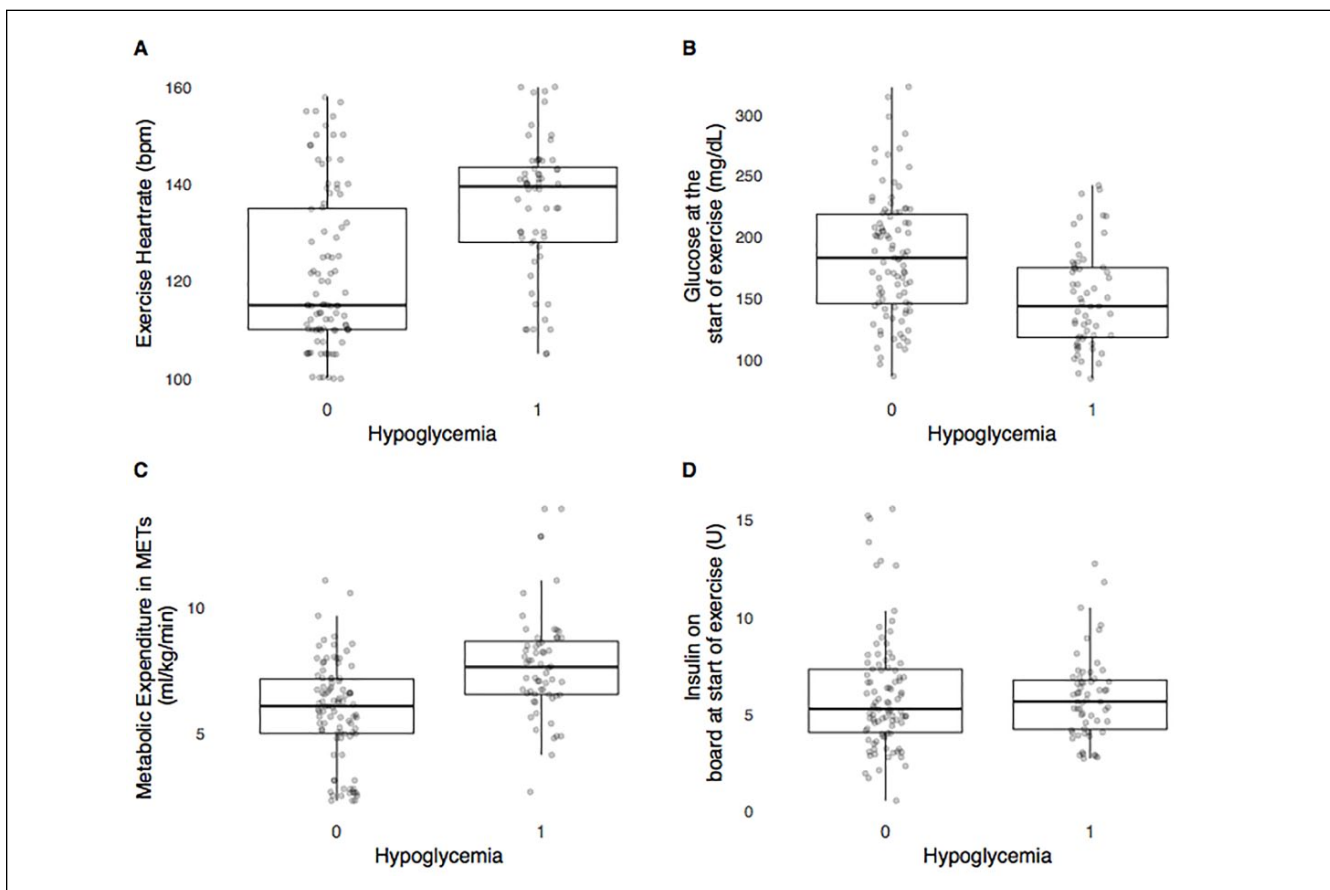 A
Exercise Heartrate (bpm)
160
140
120
100
0
1
Hypoglycemia
B
Glucose at the
start of exercise (mg/dL)
300
250
200
150
100
0
1
Hypoglycemia
C
Metabolic Expenditure in METs
(ml/kg/min)
10
5
0
1
Hypoglycemia
D
Insulin on
board at start of exercise (U)
15
10
5
0
0
1
Hypoglycemia